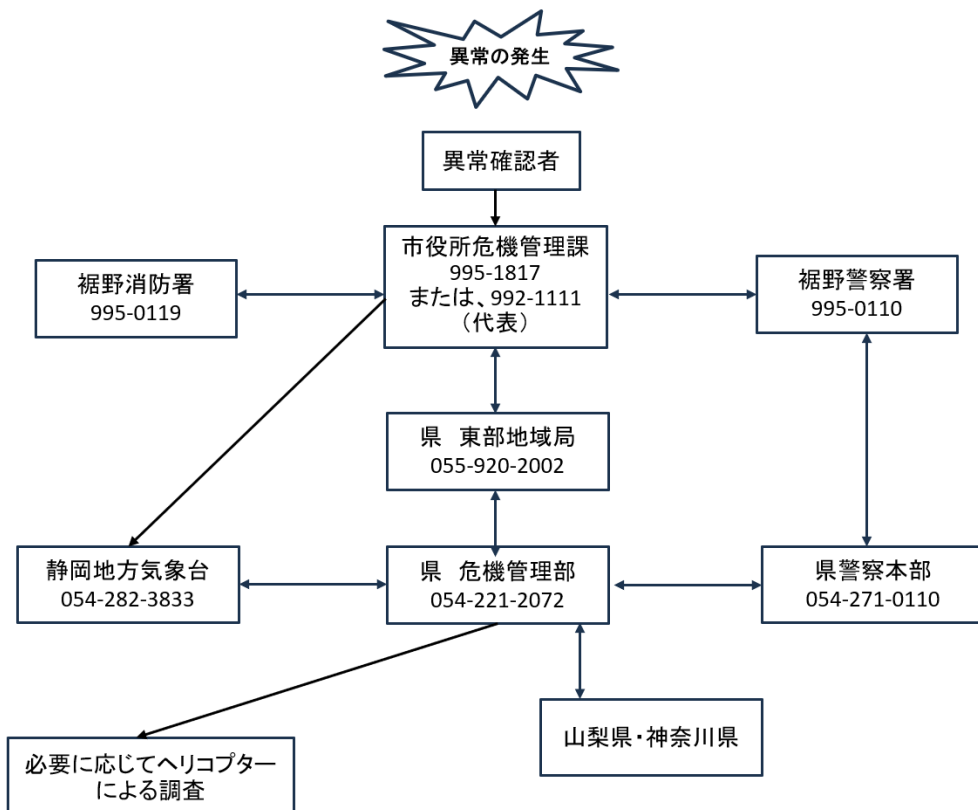 異常の発生
異常確認者
市役所危機管理課
995-1817
または、992-1111
（代表）
裾野消防署
995-0119
裾野警察署
995-0110
県　東部地域局
055-920-2002
静岡地方気象台
054-282-3833
県　危機管理部
054-221-2072
県警察本部
054-271-0110
山梨県・神奈川県
必要に応じてヘリコプター
による調査